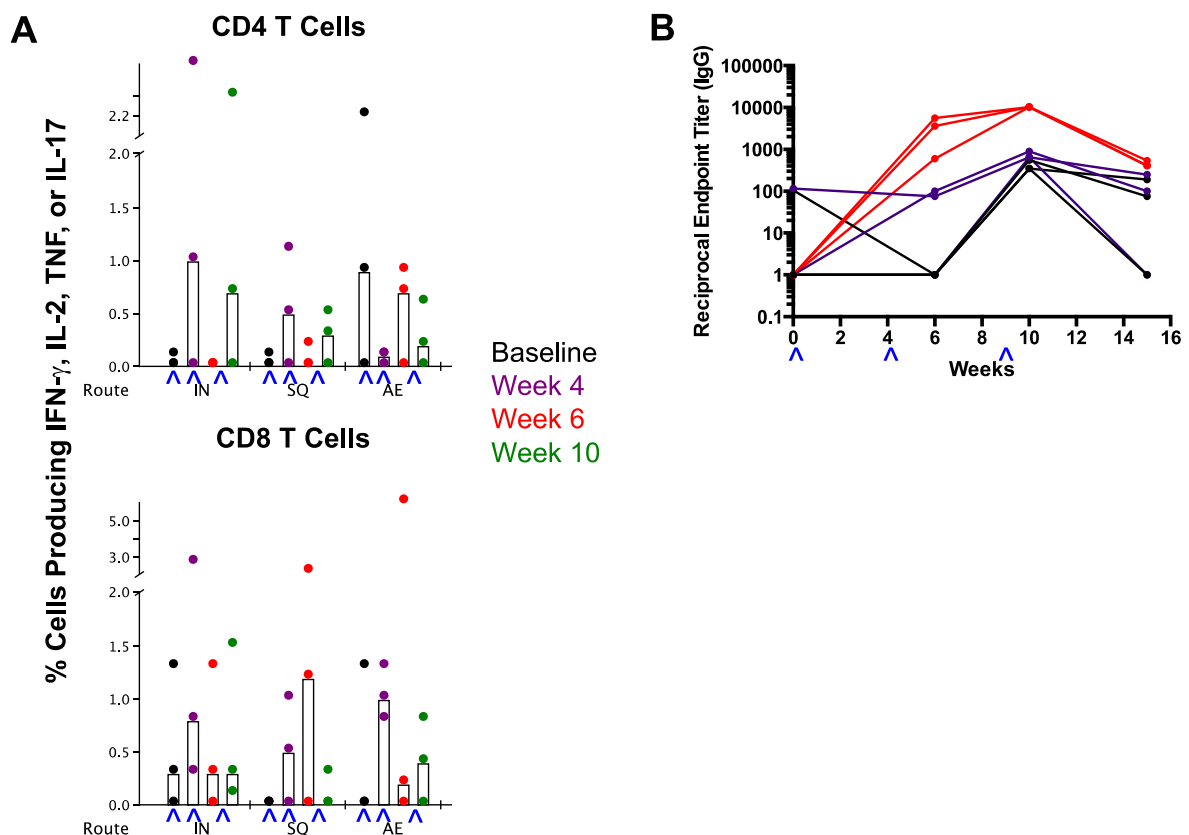 A
CD4 T Cells
% Cells Producing IFN-γ, IL-2, TNF, or IL-17
2.2
2.0
1.5
1.0
0.5
0.0
^ ^ ^ ^ ^ ^ ^ ^ ^
Route IN SQ AE
CD8 T Cells
5.0
3.0
2.0
1.5
1.0
0.5
0.0
^ ^ ^ ^ ^ ^ ^ ^ ^
Route IN SQ AE
Baseline
Week 4
Week 6
Week 10
B
Reciprocal Endpoint Titer (IgG)
100000
10000
1000
100
10
1
0.1
0 2 4 6 8 10 12 14 16
^ ^ ^
Weeks